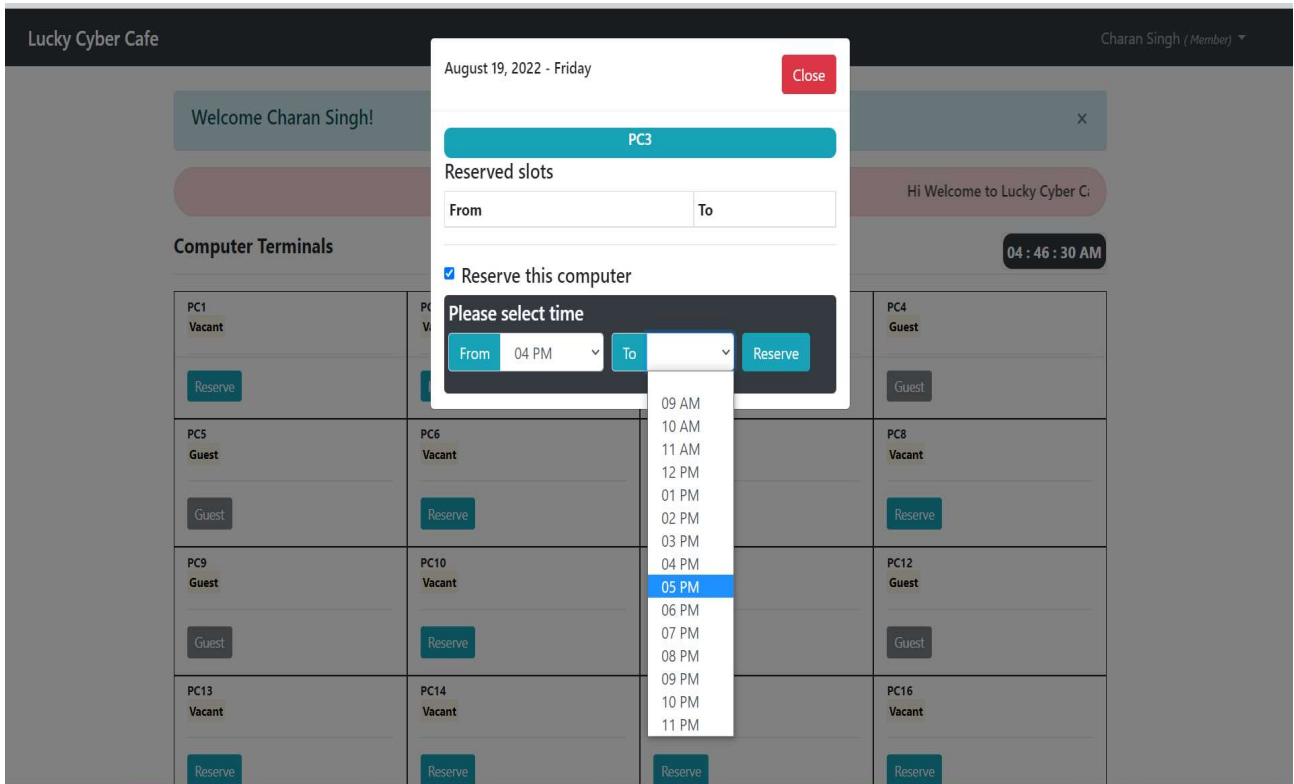 Lucky Cyber Cafe
Charan Singh ( Member)
August 19, 2022 - Friday
Close
Welcome Charan Singh!
×
PC3
Reserved slots
Hi Welcome to Lucky Cyber
From To
Computer Terminals
04 : 46 : 30 AM
Reserve this computer
PC1
Vacant
Reserve
Please select time
From 04 PM To Reserve
PC4
Guest
Guest
09 AM
10 AM
11 AM
12 PM
01 PM
02 PM
03 PM
04 PM
05 PM
06 PM
07 PM
08 PM
09 PM
10 PM
11 PM
PC5
Guest
Guest
PC6
Vacant
Reserve
PC8
Vacant
Reserve
PC9
Guest
Guest
PC10
Vacant
Reserve
PC12
Guest
Guest
PC13
Vacant
Reserve
PC14
Vacant
Reserve
Reserve
PC16
Vacant
Reserve